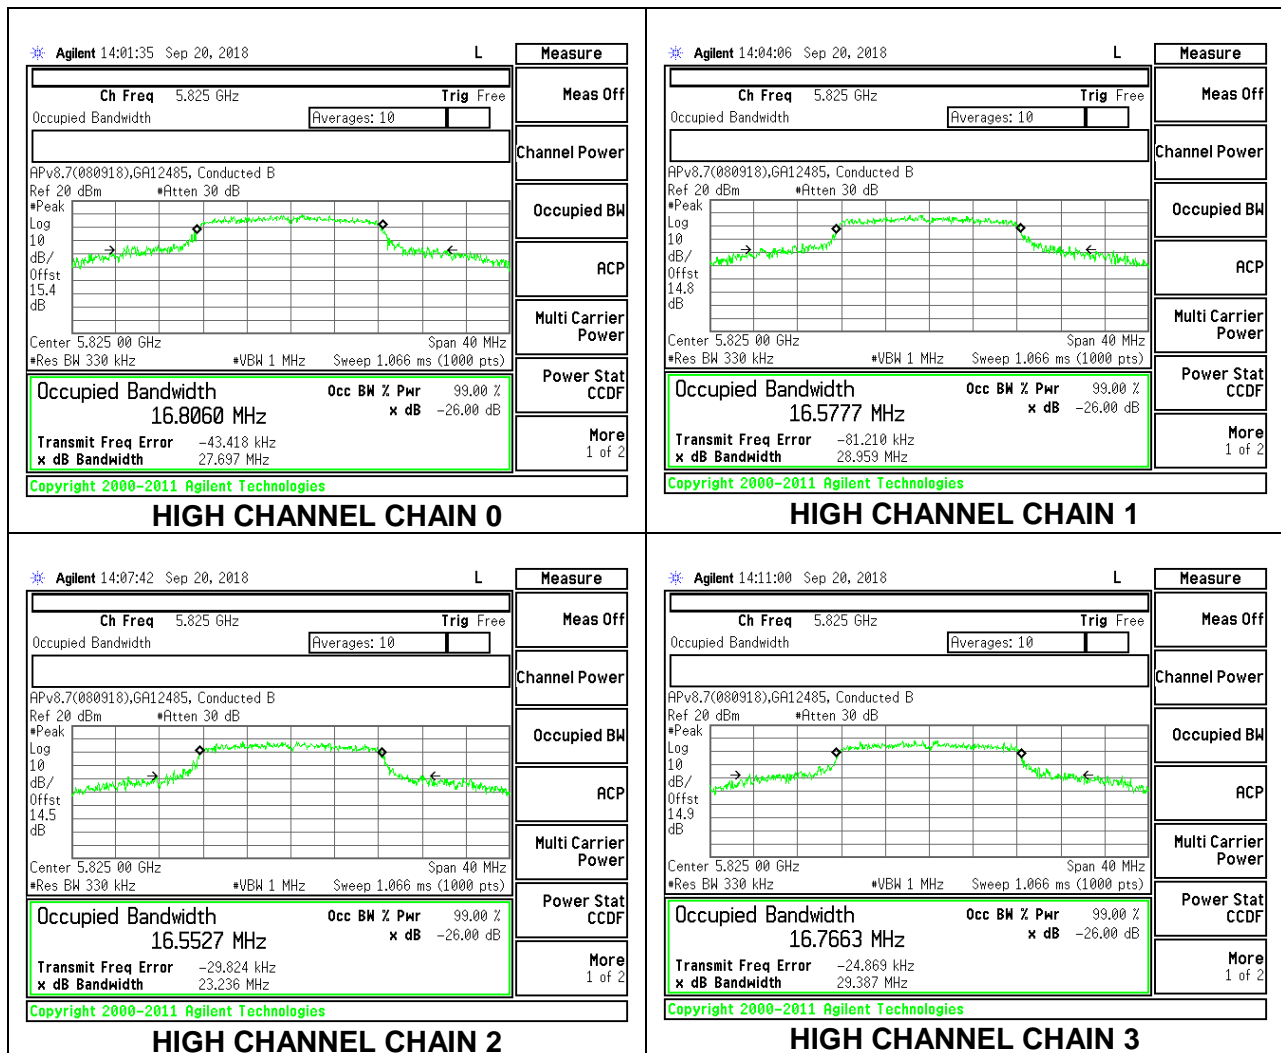 Agilent 14:01:35 Sep 20, 2018 L Measure
Ch Freq 5.825 GHz Trig Free
Meas Off
Occupied Bandwidth Averages: 10
Channel Power
APv8.7(080918),GA12485, Conducted B
Ref 20 dBm #Atten 30 dB
#Peak
Occupied BW
Log
10
dB/
ACP
Offst
15.4
dB
Multi Carrier
Power
Center 5.825 00 GHz Span 40 MHz
#Res BW 330 kHz #VBW 1 MHz Sweep 1.066 ms (1000 pts)
Power Stat
CCDF
Occupied Bandwidth Occ BW % Pwr 99.00 %
16.8060 MHz x dB -26.00 dB
More
1 of 2
Transmit Freq Error -43.418 kHz
x dB Bandwidth 27.697 MHz
Copyright 2000-2011 Agilent Technologies
HIGH CHANNEL CHAIN 0
Agilent 14:04:06 Sep 20, 2018 L Measure
Ch Freq 5.825 GHz Trig Free
Meas Off
Occupied Bandwidth Averages: 10
Channel Power
APv8.7(080918),GA12485, Conducted B
Ref 20 dBm #Atten 30 dB
#Peak
Occupied BW
Log
10
dB/
ACP
Offst
14.8
dB
Multi Carrier
Power
Center 5.825 00 GHz Span 40 MHz
#Res BW 330 kHz #VBW 1 MHz Sweep 1.066 ms (1000 pts)
Power Stat
CCDF
Occupied Bandwidth Occ BW % Pwr 99.00 %
16.5777 MHz x dB -26.00 dB
More
1 of 2
Transmit Freq Error -81.210 kHz
x dB Bandwidth 28.959 MHz
Copyright 2000-2011 Agilent Technologies
HIGH CHANNEL CHAIN 1
Agilent 14:07:42 Sep 20, 2018 L Measure
Ch Freq 5.825 GHz Trig Free
Meas Off
Occupied Bandwidth Averages: 10
Channel Power
APv8.7(080918),GA12485, Conducted B
Ref 20 dBm #Atten 30 dB
#Peak
Occupied BW
Log
10
dB/
ACP
Offst
14.5
dB
Multi Carrier
Power
Center 5.825 00 GHz Span 40 MHz
#Res BW 330 kHz #VBW 1 MHz Sweep 1.066 ms (1000 pts)
Power Stat
CCDF
Occupied Bandwidth Occ BW % Pwr 99.00 %
16.5527 MHz x dB -26.00 dB
More
1 of 2
Transmit Freq Error -29.824 kHz
x dB Bandwidth 23.236 MHz
Copyright 2000-2011 Agilent Technologies
HIGH CHANNEL CHAIN 2
Agilent 14:11:00 Sep 20, 2018 L Measure
Ch Freq 5.825 GHz Trig Free
Meas Off
Occupied Bandwidth Averages: 10
Channel Power
APv8.7(080918),GA12485, Conducted B
Ref 20 dBm #Atten 30 dB
#Peak
Occupied BW
Log
10
dB/
ACP
Offst
14.9
dB
Multi Carrier
Power
Center 5.825 00 GHz Span 40 MHz
#Res BW 330 kHz #VBW 1 MHz Sweep 1.066 ms (1000 pts)
Power Stat
CCDF
Occupied Bandwidth Occ BW % Pwr 99.00 %
16.7663 MHz x dB -26.00 dB
More
1 of 2
Transmit Freq Error -24.869 kHz
x dB Bandwidth 29.387 MHz
Copyright 2000-2011 Agilent Technologies
HIGH CHANNEL CHAIN 3